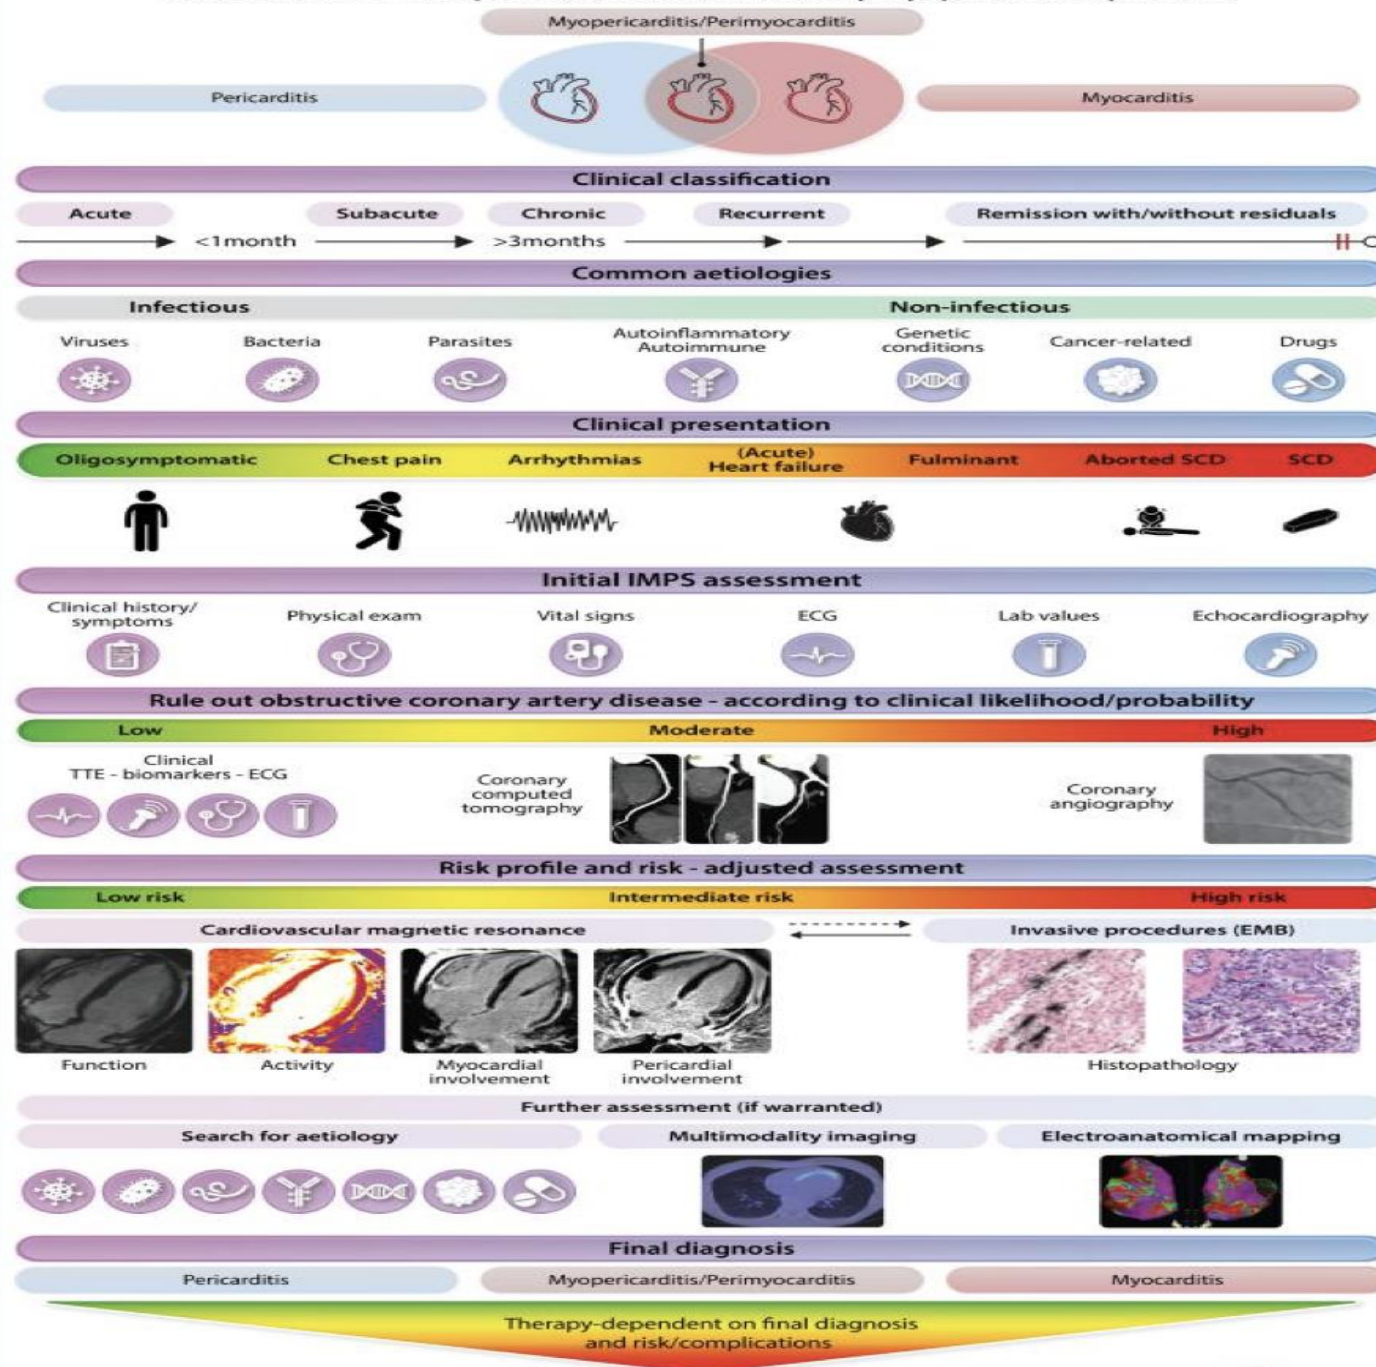 Myopericarditis/Perimyocarditis
Pericarditis
Myocarditis
Clinical classification
Acute
Subacute
Chronic
Recurrent
Remission with/without residuals
<1month
>3months
Common aetiologies
Infectious
Non-infectious
Viruses
Bacteria
Parasites
Autoinflammatory
Autoimmune
Genetic
conditions
Cancer-related
Drugs
Clinical presentation
Oligosymptomatic
Chest pain
Arrhythmias
(Acute)
Heart failure
Fulminant
Aborted SCD
SCD
Initial IMPS assessment
Clinical history/
symptoms
Physical exam
Vital signs
ECG
Lab values
Echocardiography
Rule out obstructive coronary artery disease - according to clinical likelihood/probability
Low
Moderate
High
Clinical
TTE - biomarkers - ECG
Coronary
computed
tomography
Coronary
angiography
Risk profile and risk - adjusted assessment
Low risk
Intermediate risk
High risk
Cardiovascular magnetic resonance
Invasive procedures (EMB)
Function
Activity
Myocardial
involvement
Pericardial
involvement
Histopathology
Further assessment (if warranted)
Search for aetiology
Multimodality imaging
Electroanatomical mapping
Final diagnosis
Pericarditis
Myopericarditis/Perimyocarditis
Myocarditis
Therapy-dependent on final diagnosis
and risk/complications